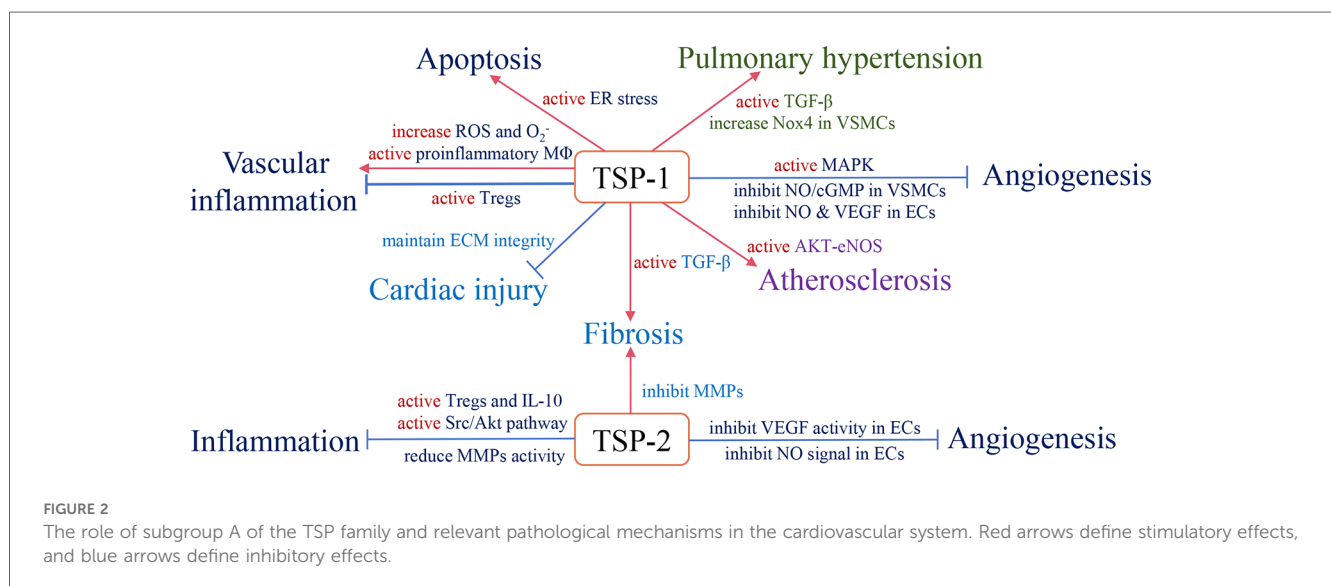 Apoptosis
Pulmonary hypertension
active ER stress
active TGF-β
increase Nox4 in VSMCs
increase ROS and O₂⁻
active proinflammatory MΦ
Vascular
inflammation
active Tregs
TSP-1
active MAPK
inhibit NO/cGMP in VSMCs
inhibit NO & VEGF in ECs
Angiogenesis
maintain ECM integrity
Cardiac injury
active TGF-β
active AKT-eNOS
Atherosclerosis
Fibrosis
inhibit MMPs
active Tregs and IL-10
active Src/Akt pathway
reduce MMPs activity
Inflammation
TSP-2
inhibit VEGF activity in ECs
inhibit NO signal in ECs
Angiogenesis
FIGURE 2
The role of subgroup A of the TSP family and relevant pathological mechanisms in the cardiovascular system. Red arrows define stimulatory effects,
and blue arrows define inhibitory effects.